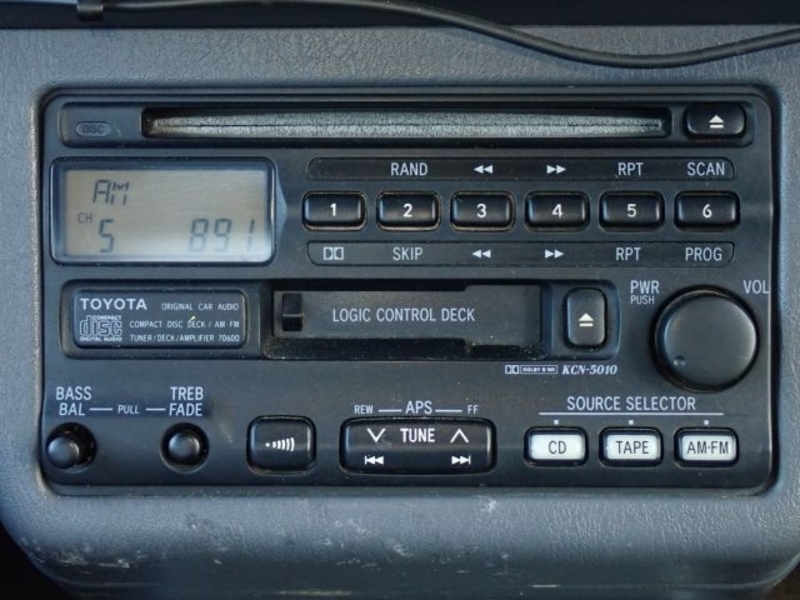 DISC
RAND RPT SCAN
AM
CH 5 891
1 2 3 4 5 6
SKIP RPT PROG
TOYOTA ORIGINAL CAR AUDIO
COMPACT disc DIGITAL AUDIO
COMPACT DISC DECK / AM-FM
TUNER / DECK / AMPLIFIER 70600
LOGIC CONTROL DECK
PWR PUSH VOL
DOLBY B NR KCN-5010
BASS TREB
BAL PULL FADE
REW APS FF
TUNE
SOURCE SELECTOR
CD TAPE AM·FM